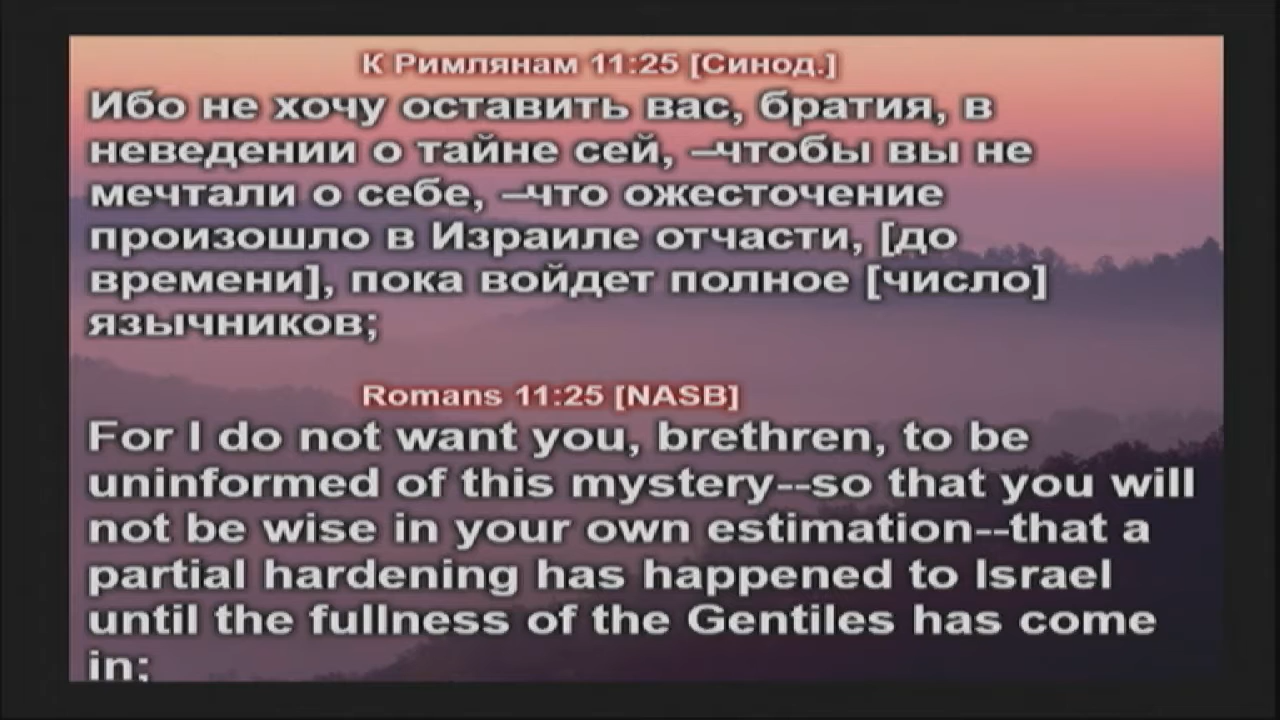 К Римлянам 11:25 [Синод.]
Ибо не хочу оставить вас, братия, в
неведении о тайне сей, –чтобы вы не
мечтали о себе, –что ожесточение
произошло в Израиле отчасти, [до
времени], пока войдет полное [число]
язычников;
Romans 11:25 [NASB]
For I do not want you, brethren, to be
uninformed of this mystery--so that you will
not be wise in your own estimation--that a
partial hardening has happened to Israel
until the fullness of the Gentiles has come
in;